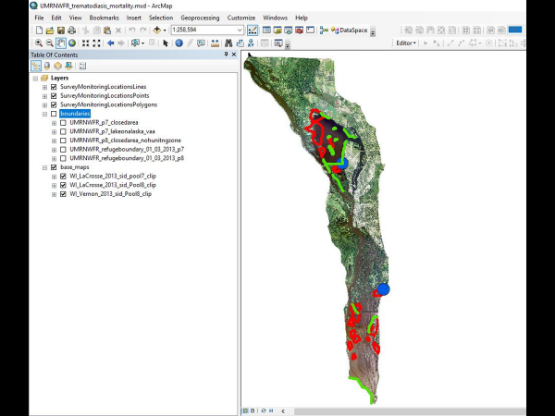 UMRNWFR_trematodiasis_mortality.mxd - ArcMap
File Edit View Bookmarks Insert Selection Geoprocessing Customize Windows Help
1:258,594
DataSpace
Editor
Table Of Contents
Layers
SurveyMonitoringLocationsLines
SurveyMonitoringLocationsPoints
SurveyMonitoringLocationsPolygons
boundaries
UMRNWFR_p7_closedarea
UMRNWFR_p7_lakeonalaska_vaa
UMRNWFR_p8_closedarea_nohuntingzone
UMRNWFR_refugeboundary_01_03_2013_p7
UMRNWFR_refugeboundary_01_03_2013_p8
base_maps
WI_LaCrosse_2013_sid_pool7_clip
WI_LaCrosse_2013_sid_Pool8_clip
WI_Vernon_2013_sid_Pool8_clip